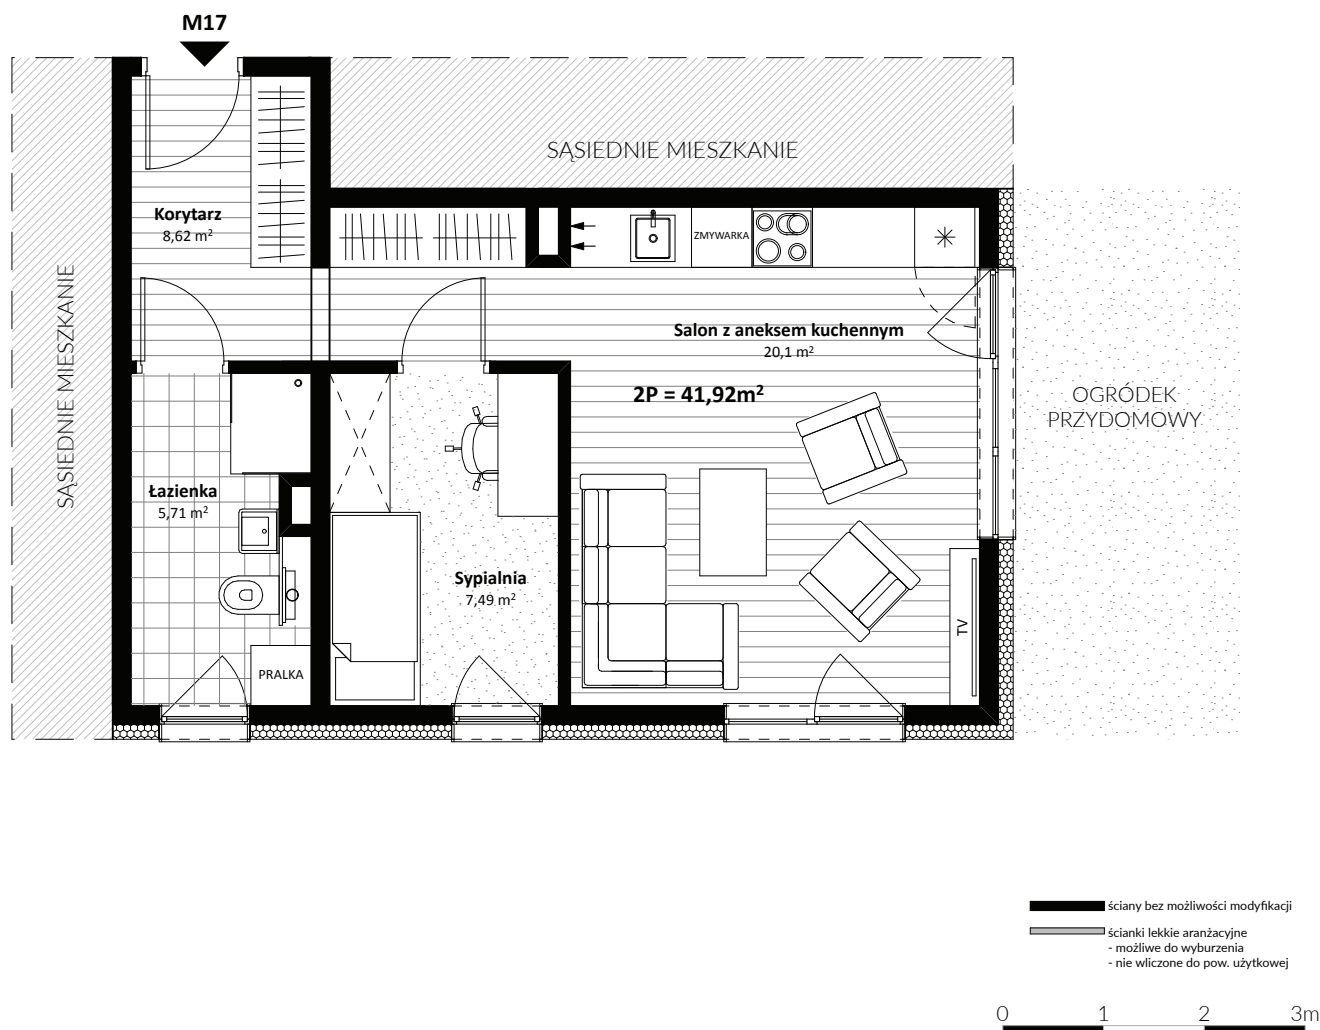 M17
SĄSIEDNIE MIESZKANIE
SĄSIEDNIE MIESZKANIE
Korytarz
8,62 m²
ZMYWARKA
Salon z aneksem kuchennym
20,1 m²
2P = 41,92m²
OGRÓDEK
PRZYDOMOWY
Łazienka
5,71 m²
Sypialnia
7,49 m²
TV
PRALKA
ściany bez możliwości modyfikacji
ścianki lekkie aranżacyjne
- możliwe do wyburzenia
- nie wliczone do pow. użytkowej
0 1 2 3m